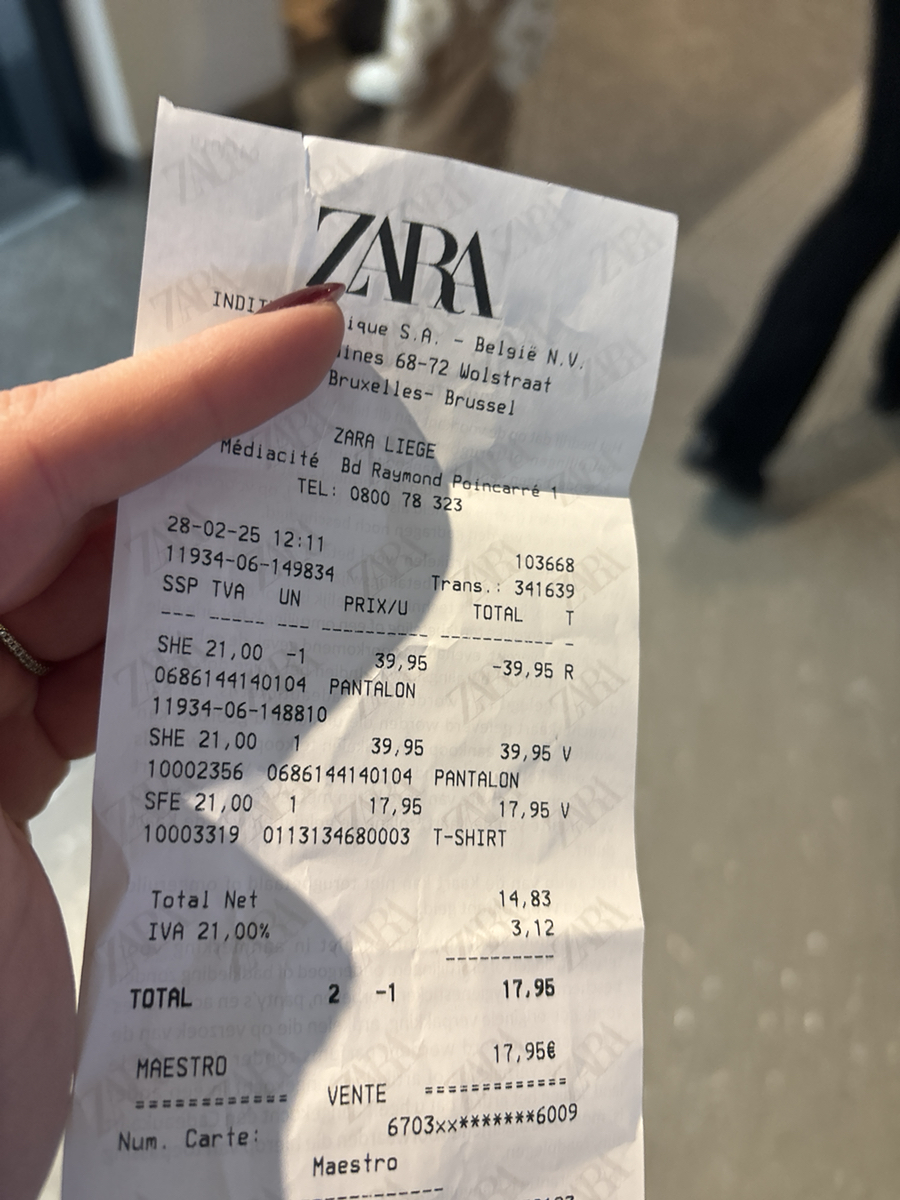 ZARA
S.A. - België N.V.
68-72 Wolstraat
Bruxelles- Brussel
ZARA LIEGE
Médiacité Bd Raymond Poincarré 1
TEL: 0800 78 323
28-02-25 12:11 103668
11934-06-149834 Trans.: 341639
SSP TVA UN PRIX/U TOTAL T
--- ----- --- ---------- ----------- -
SHE 21,00 -1 39,95 -39,95 R
0686144140104 PANTALON
11934-06-148810
SHE 21,00 1 39,95 39,95 V
10002356 0686144140104 PANTALON
SFE 21,00 1 17,95 17,95 V
10003319 0113134680003 T-SHIRT
Total Net 14,83
IVA 21,00% 3,12
----------
TOTAL 2 -1 17,95
MAESTRO 17,95€
============ VENTE ============
Num. Carte: 6703xx*******6009
Maestro